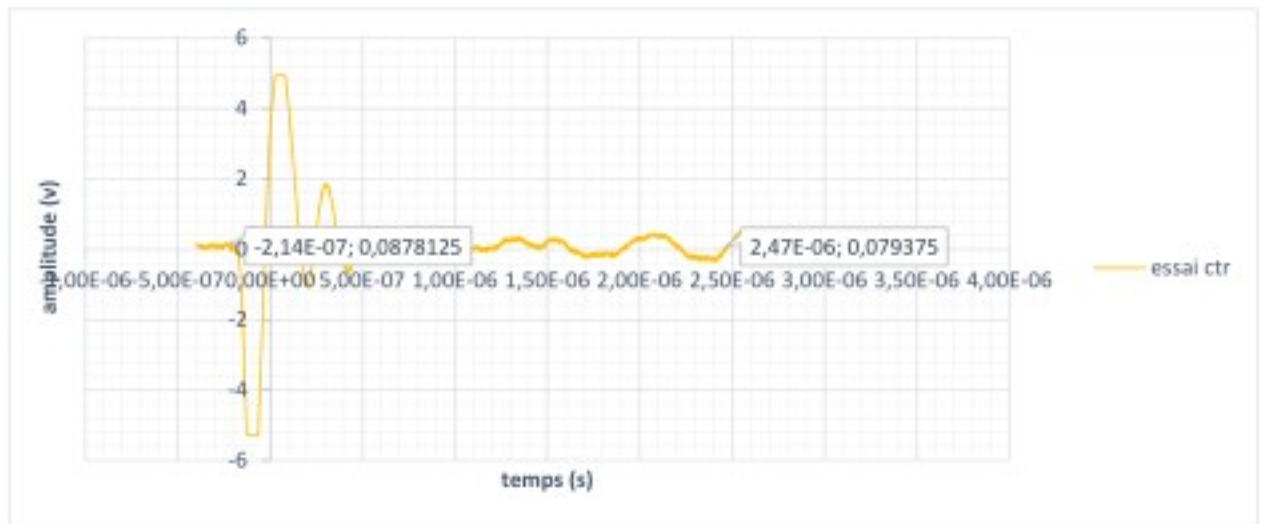 6
4
2
0
-2
-4
-6
amplitude (v)
-2,14E-07; 0,0878125
2,47E-06; 0,079375
,00E-06 -5,00E-07 0,00E+00 5,00E-07 1,00E-06 1,50E-06 2,00E-06 2,50E-06 3,00E-06 3,50E-06 4,00E-06
temps (s)
essai ctr